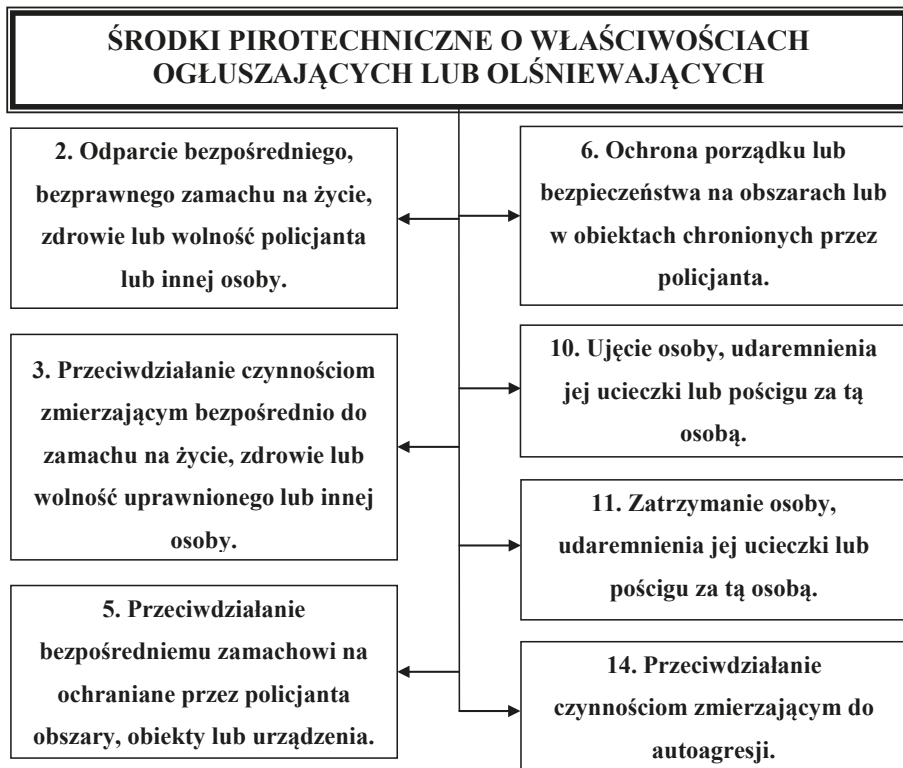 ŚRODKI PIROTECHNICZNE O WŁAŚCIWOŚCIACH
OGŁUSZAJĄCYCH LUB OLŚNIEWAJĄCYCH
2. Odparcie bezpośredniego,
bezprawnego zamachu na życie,
zdrowie lub wolność policjanta
lub innej osoby.
3. Przeciwdziałanie czynnościom
zmierzającym bezpośrednio do
zamachu na życie, zdrowie lub
wolność uprawnionego lub innej
osoby.
5. Przeciwdziałanie
bezpośredniemu zamachowi na
ochraniane przez policjanta
obszary, obiekty lub urządzenia.
6. Ochrona porządku lub
bezpieczeństwa na obszarach lub
w obiektach chronionych przez
policjanta.
10. Ujęcie osoby, udaremnienia
jej ucieczki lub pościgu za tą
osobą.
11. Zatrzymanie osoby,
udaremnienia jej ucieczki lub
pościgu za tą osobą.
14. Przeciwdziałanie
czynnościom zmierzającym do
autoagresji.